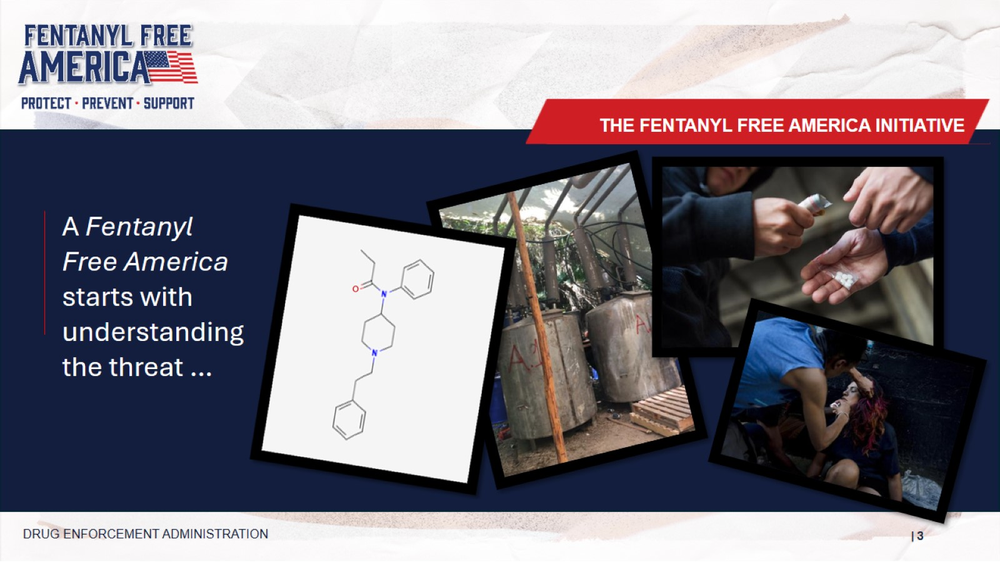 FENTANYL FREE
AMERICA
PROTECT · PREVENT · SUPPORT
THE FENTANYL FREE AMERICA INITIATIVE
A Fentanyl
Free America
starts with
understanding
the threat ...
O
N
N
A.1
A.
DRUG ENFORCEMENT ADMINISTRATION
| 3